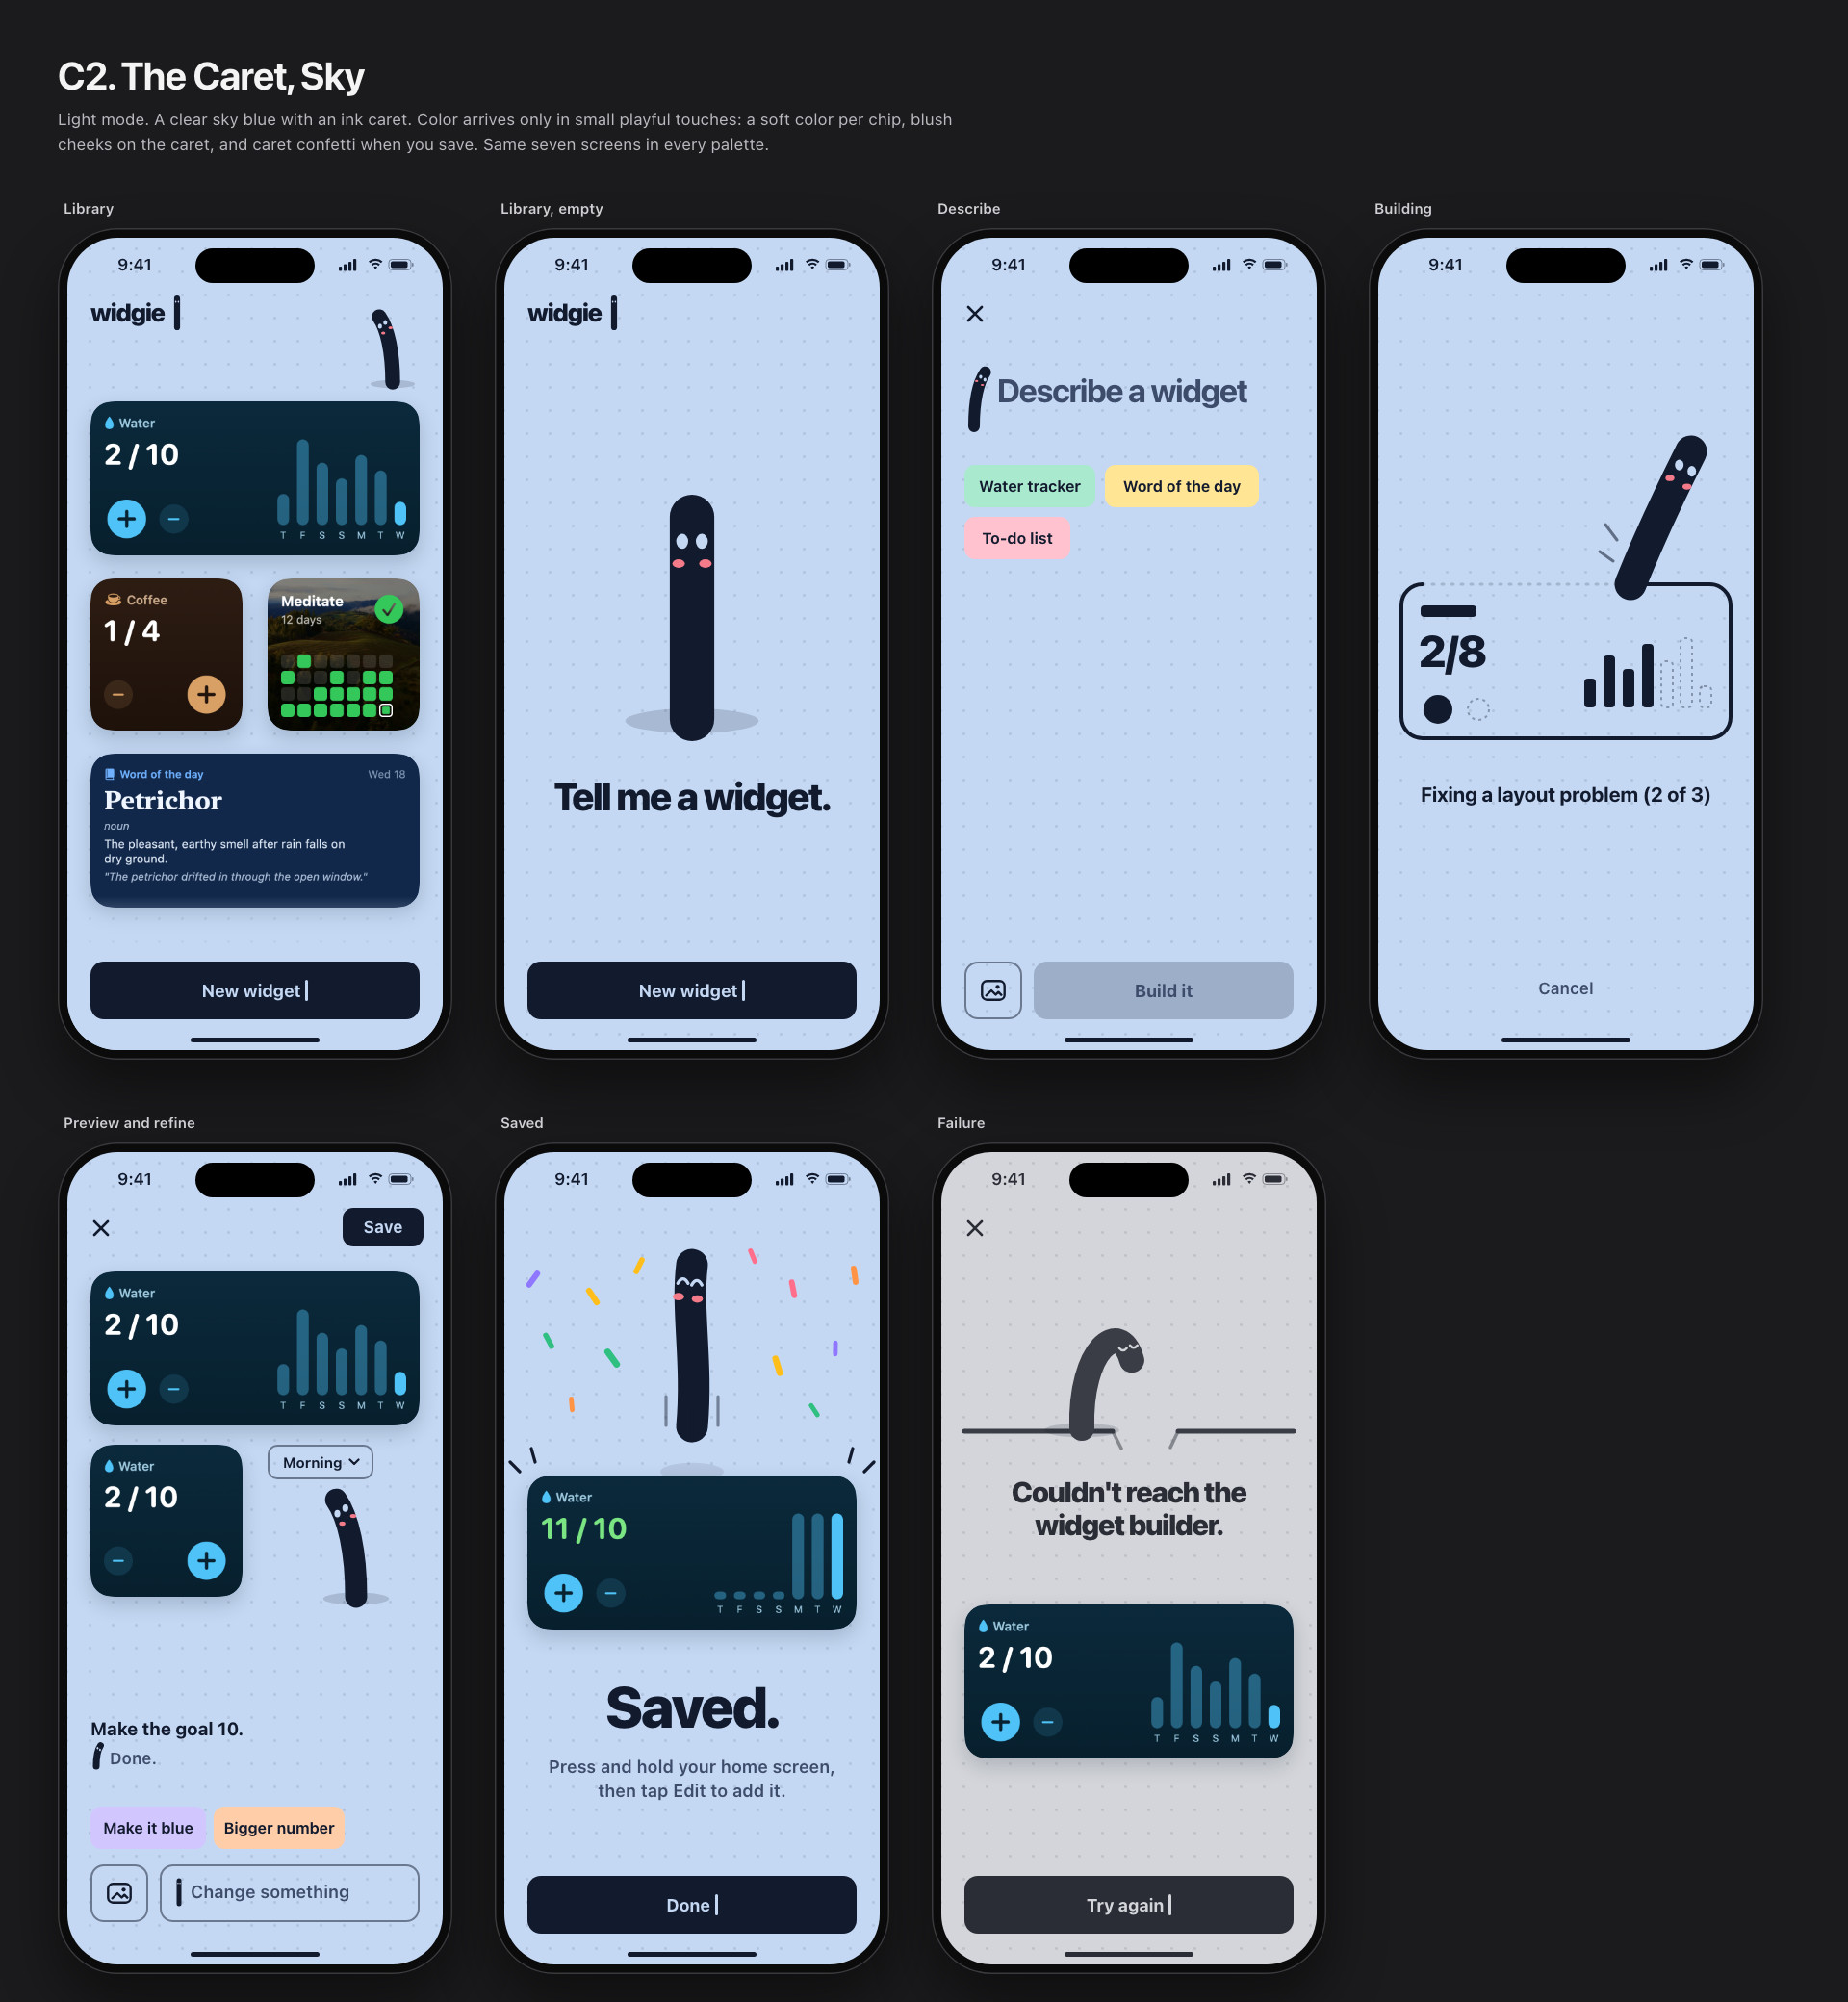 C2. The Caret, Sky
Light mode. A clear sky blue with an ink caret. Color arrives only in small playful touches: a soft color per chip, blush
cheeks on the caret, and caret confetti when you save. Same seven screens in every palette.
Library
9:41
widgie
Water
2 / 10
T F S S M T W
Coffee
1 / 4
Meditate
12 days
Word of the day
Wed 18
Petrichor
noun
The pleasant, earthy smell after rain falls on
dry ground.
"The petrichor drifted in through the open window."
New widget
Library, empty
9:41
widgie
Tell me a widget.
New widget
Describe
9:41
Describe a widget
Water tracker
Word of the day
To-do list
Build it
Building
9:41
2/8
Fixing a layout problem (2 of 3)
Cancel
Preview and refine
9:41
Save
Water
2 / 10
T F S S M T W
Water
2 / 10
Morning
Make the goal 10.
Done.
Make it blue
Bigger number
Change something
Saved
9:41
Water
11 / 10
T F S S M T W
Saved.
Press and hold your home screen,
then tap Edit to add it.
Done
Failure
9:41
Couldn't reach the
widget builder.
Water
2 / 10
T F S S M T W
Try again